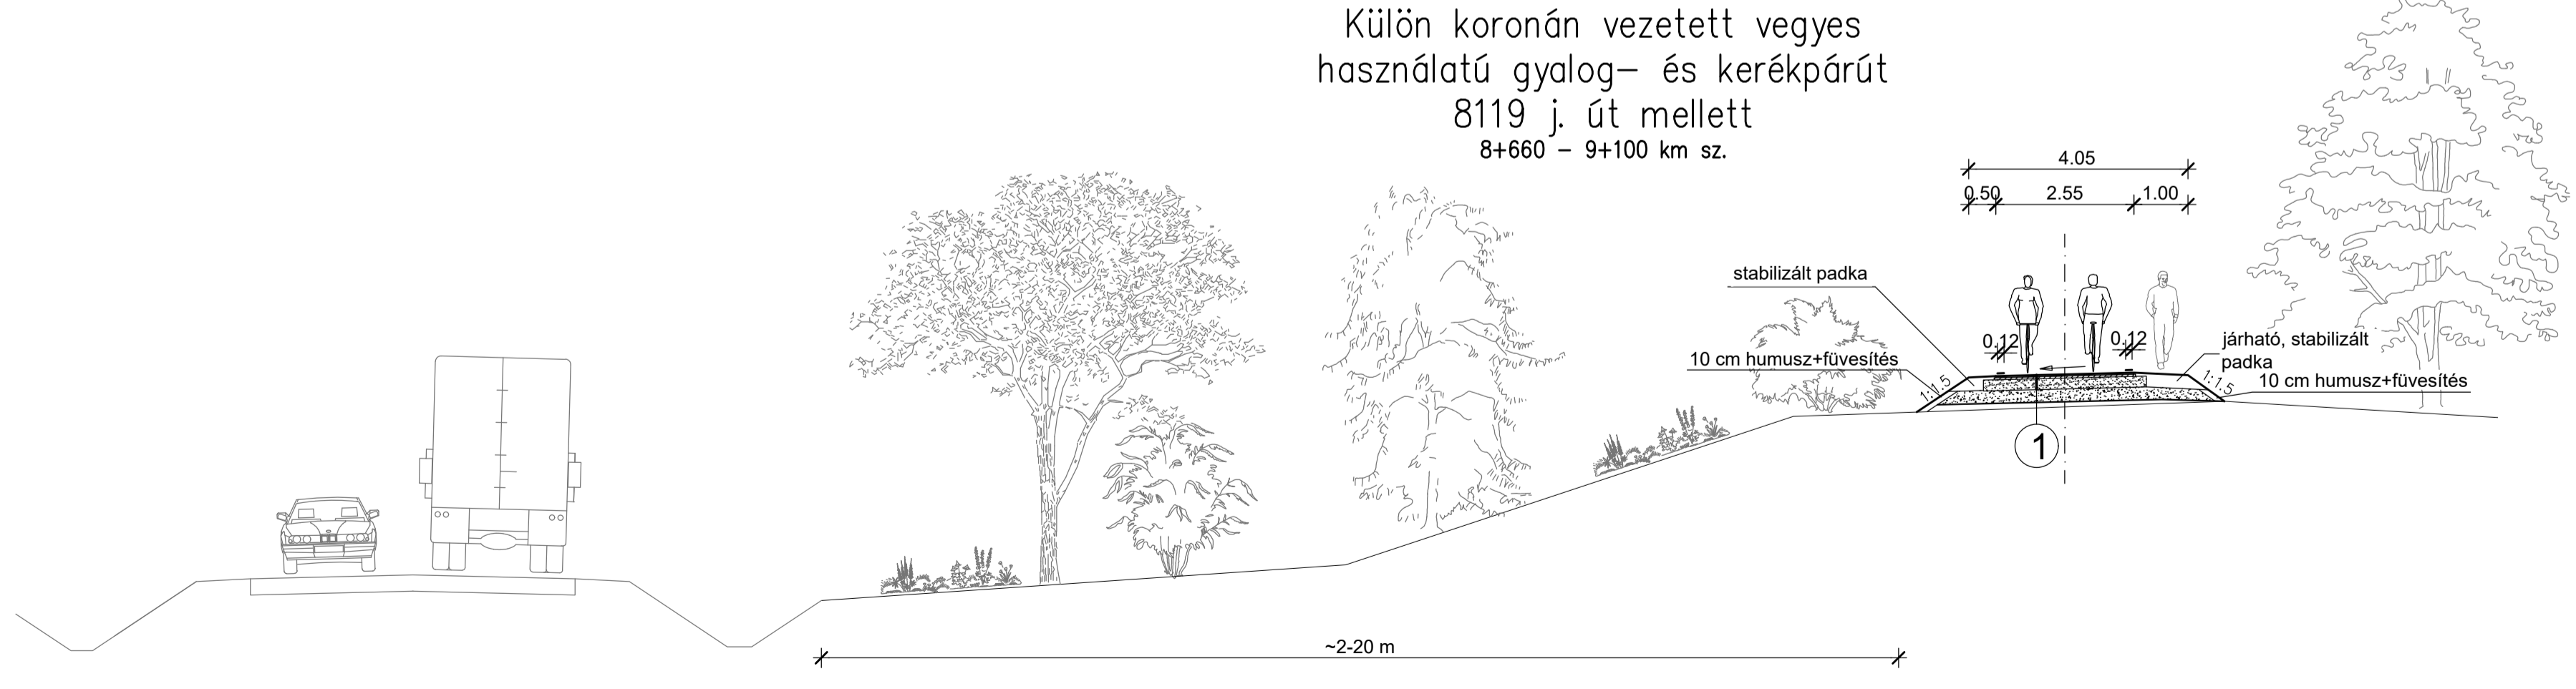 Külön koronán vezetett vegyes
használatú gyalog– és kerékpárút
8119 j. út mellett
8+660 – 9+100 km sz.
4.05
0.50 2.55 1.00
stabilizált padka
0.12 0.12
járható, stabilizált
padka
10 cm humusz+füvesítés
1:1.5 1:1.5
10 cm humusz+füvesítés
1
~2-20 m